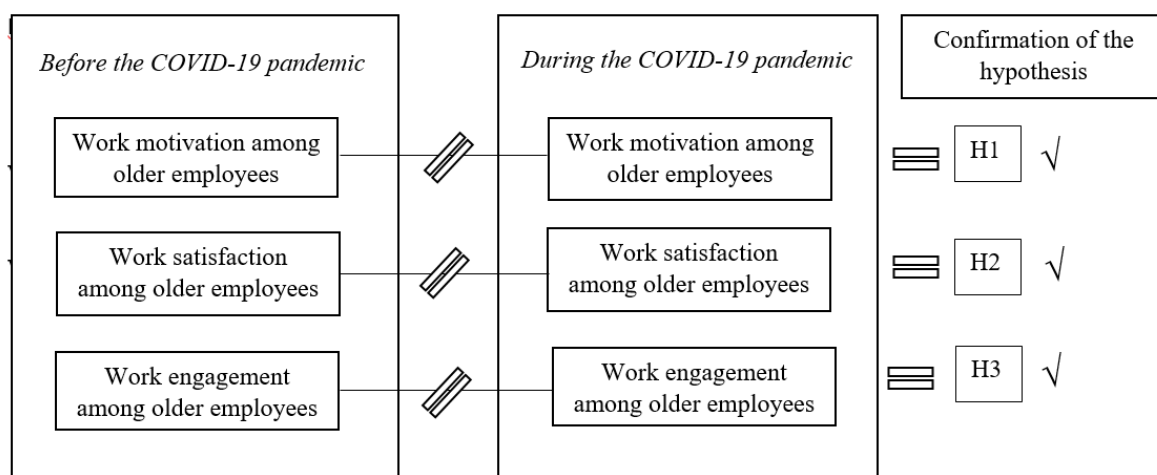 Before the COVID-19 pandemic
During the COVID-19 pandemic
Confirmation of the
hypothesis
Work motivation among
older employees
Work motivation among
older employees
H1 √
Work satisfaction
among older employees
Work satisfaction
among older employees
H2 √
Work engagement
among older employees
Work engagement
among older employees
H3 √